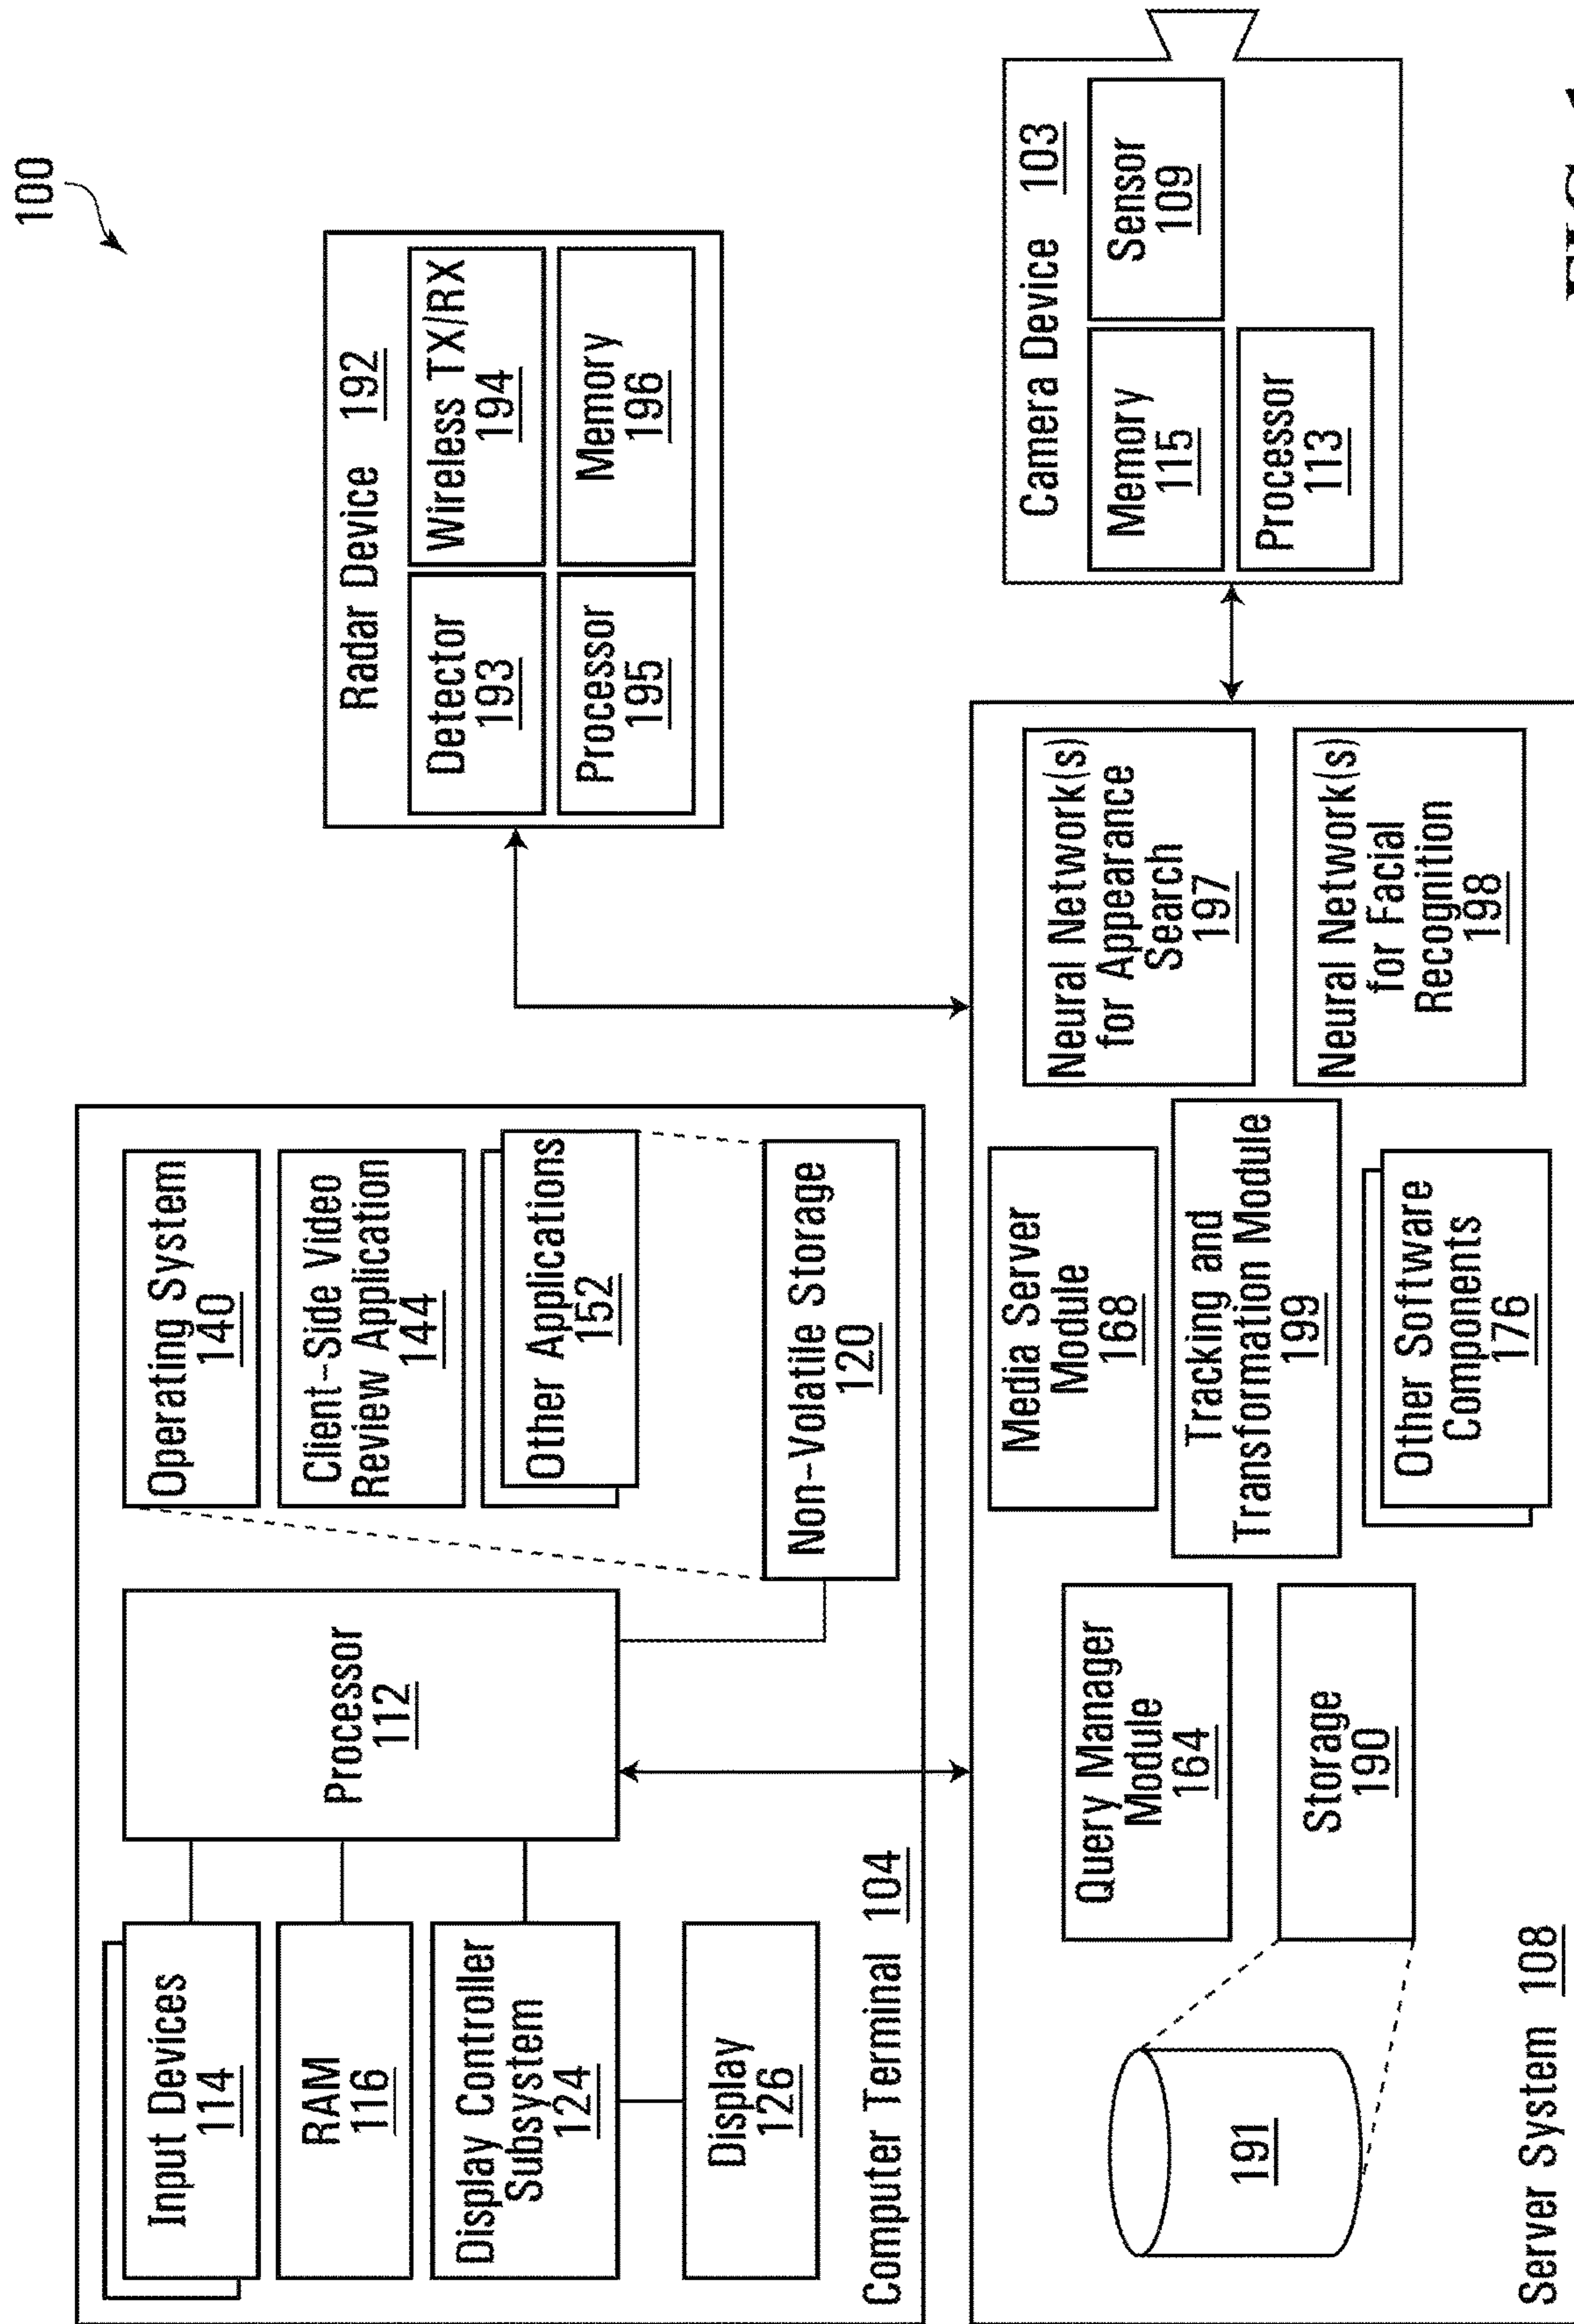 100
Input Devices
114
RAM
116
Display Controller
Subsystem
124
Display
126
Processor
112
Operating System
140
Client-Side Video
Review Application
144
Other Applications
152
Non-Volatile Storage
120
Computer Terminal 104
Radar Device 192
Detector
193
Wireless TX/RX
194
Processor
195
Memory
196
191
Query Manager
Module
164
Storage
190
Media Server
Module
168
Tracking and
Transformation Module
199
Other Software
Components
176
Neural Network(s)
for Appearance
Search
197
Neural Network(s)
for Facial
Recognition
198
Server System 108
Camera Device 103
Memory
115
Sensor
109
Processor
113